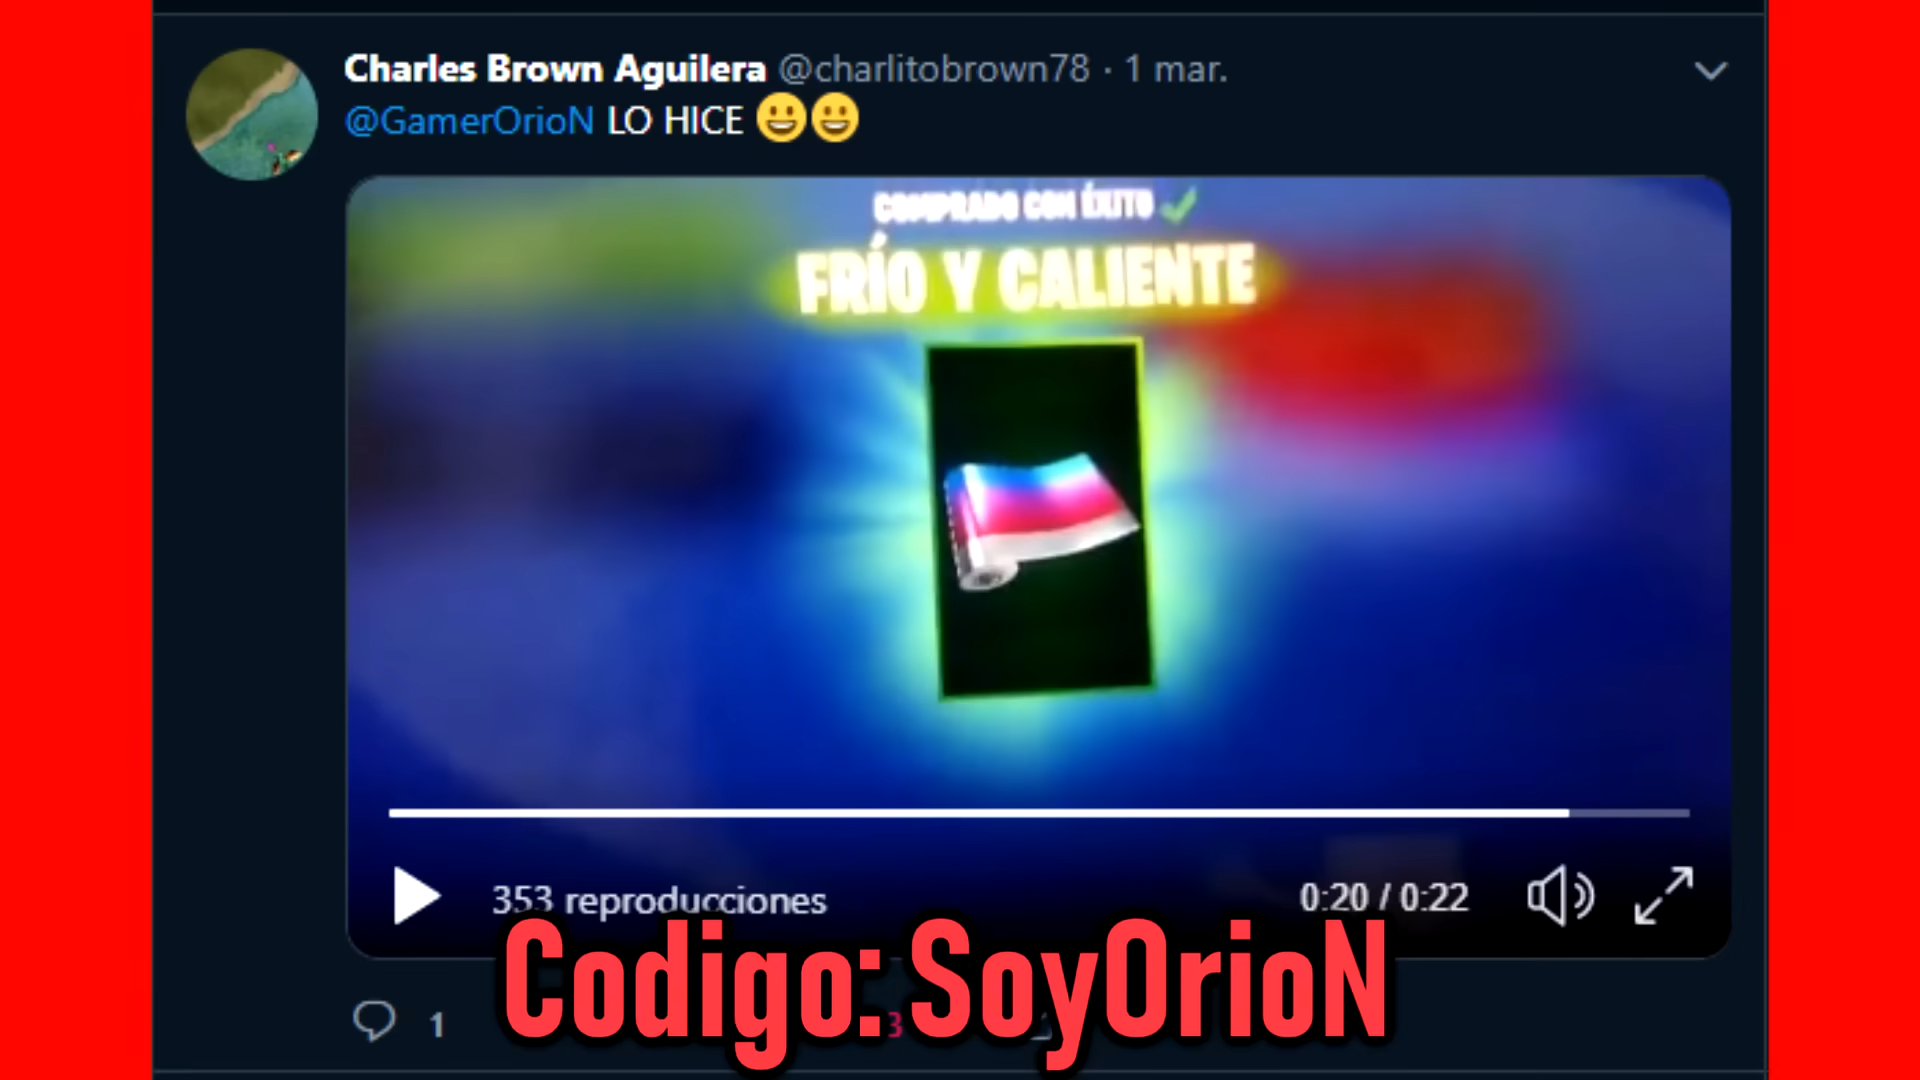 Charles Brown Aguilera @charlitobrown78 · 1 mar.
@GamerOrioN LO HICE 😀😀
COMPRADO CON ÉXITO ✓
FRÍO Y CALIENTE
353 reproducciones
0:20 / 0:22
Codigo: SoyOrioN
1
3